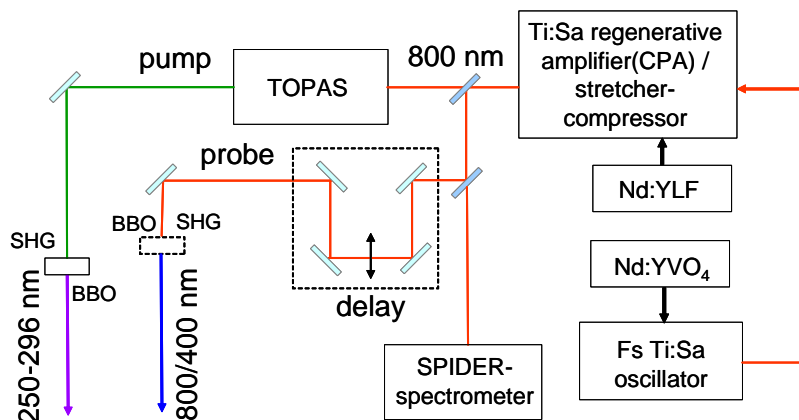 pump
TOPAS
800 nm
Ti:Sa regenerative
amplifier(CPA) /
stretcher-
compressor
probe
Nd:YLF
BBO
SHG
SHG
BBO
Nd:YVO4
delay
250-296 nm
800/400 nm
SPIDER-
spectrometer
Fs Ti:Sa
oscillator